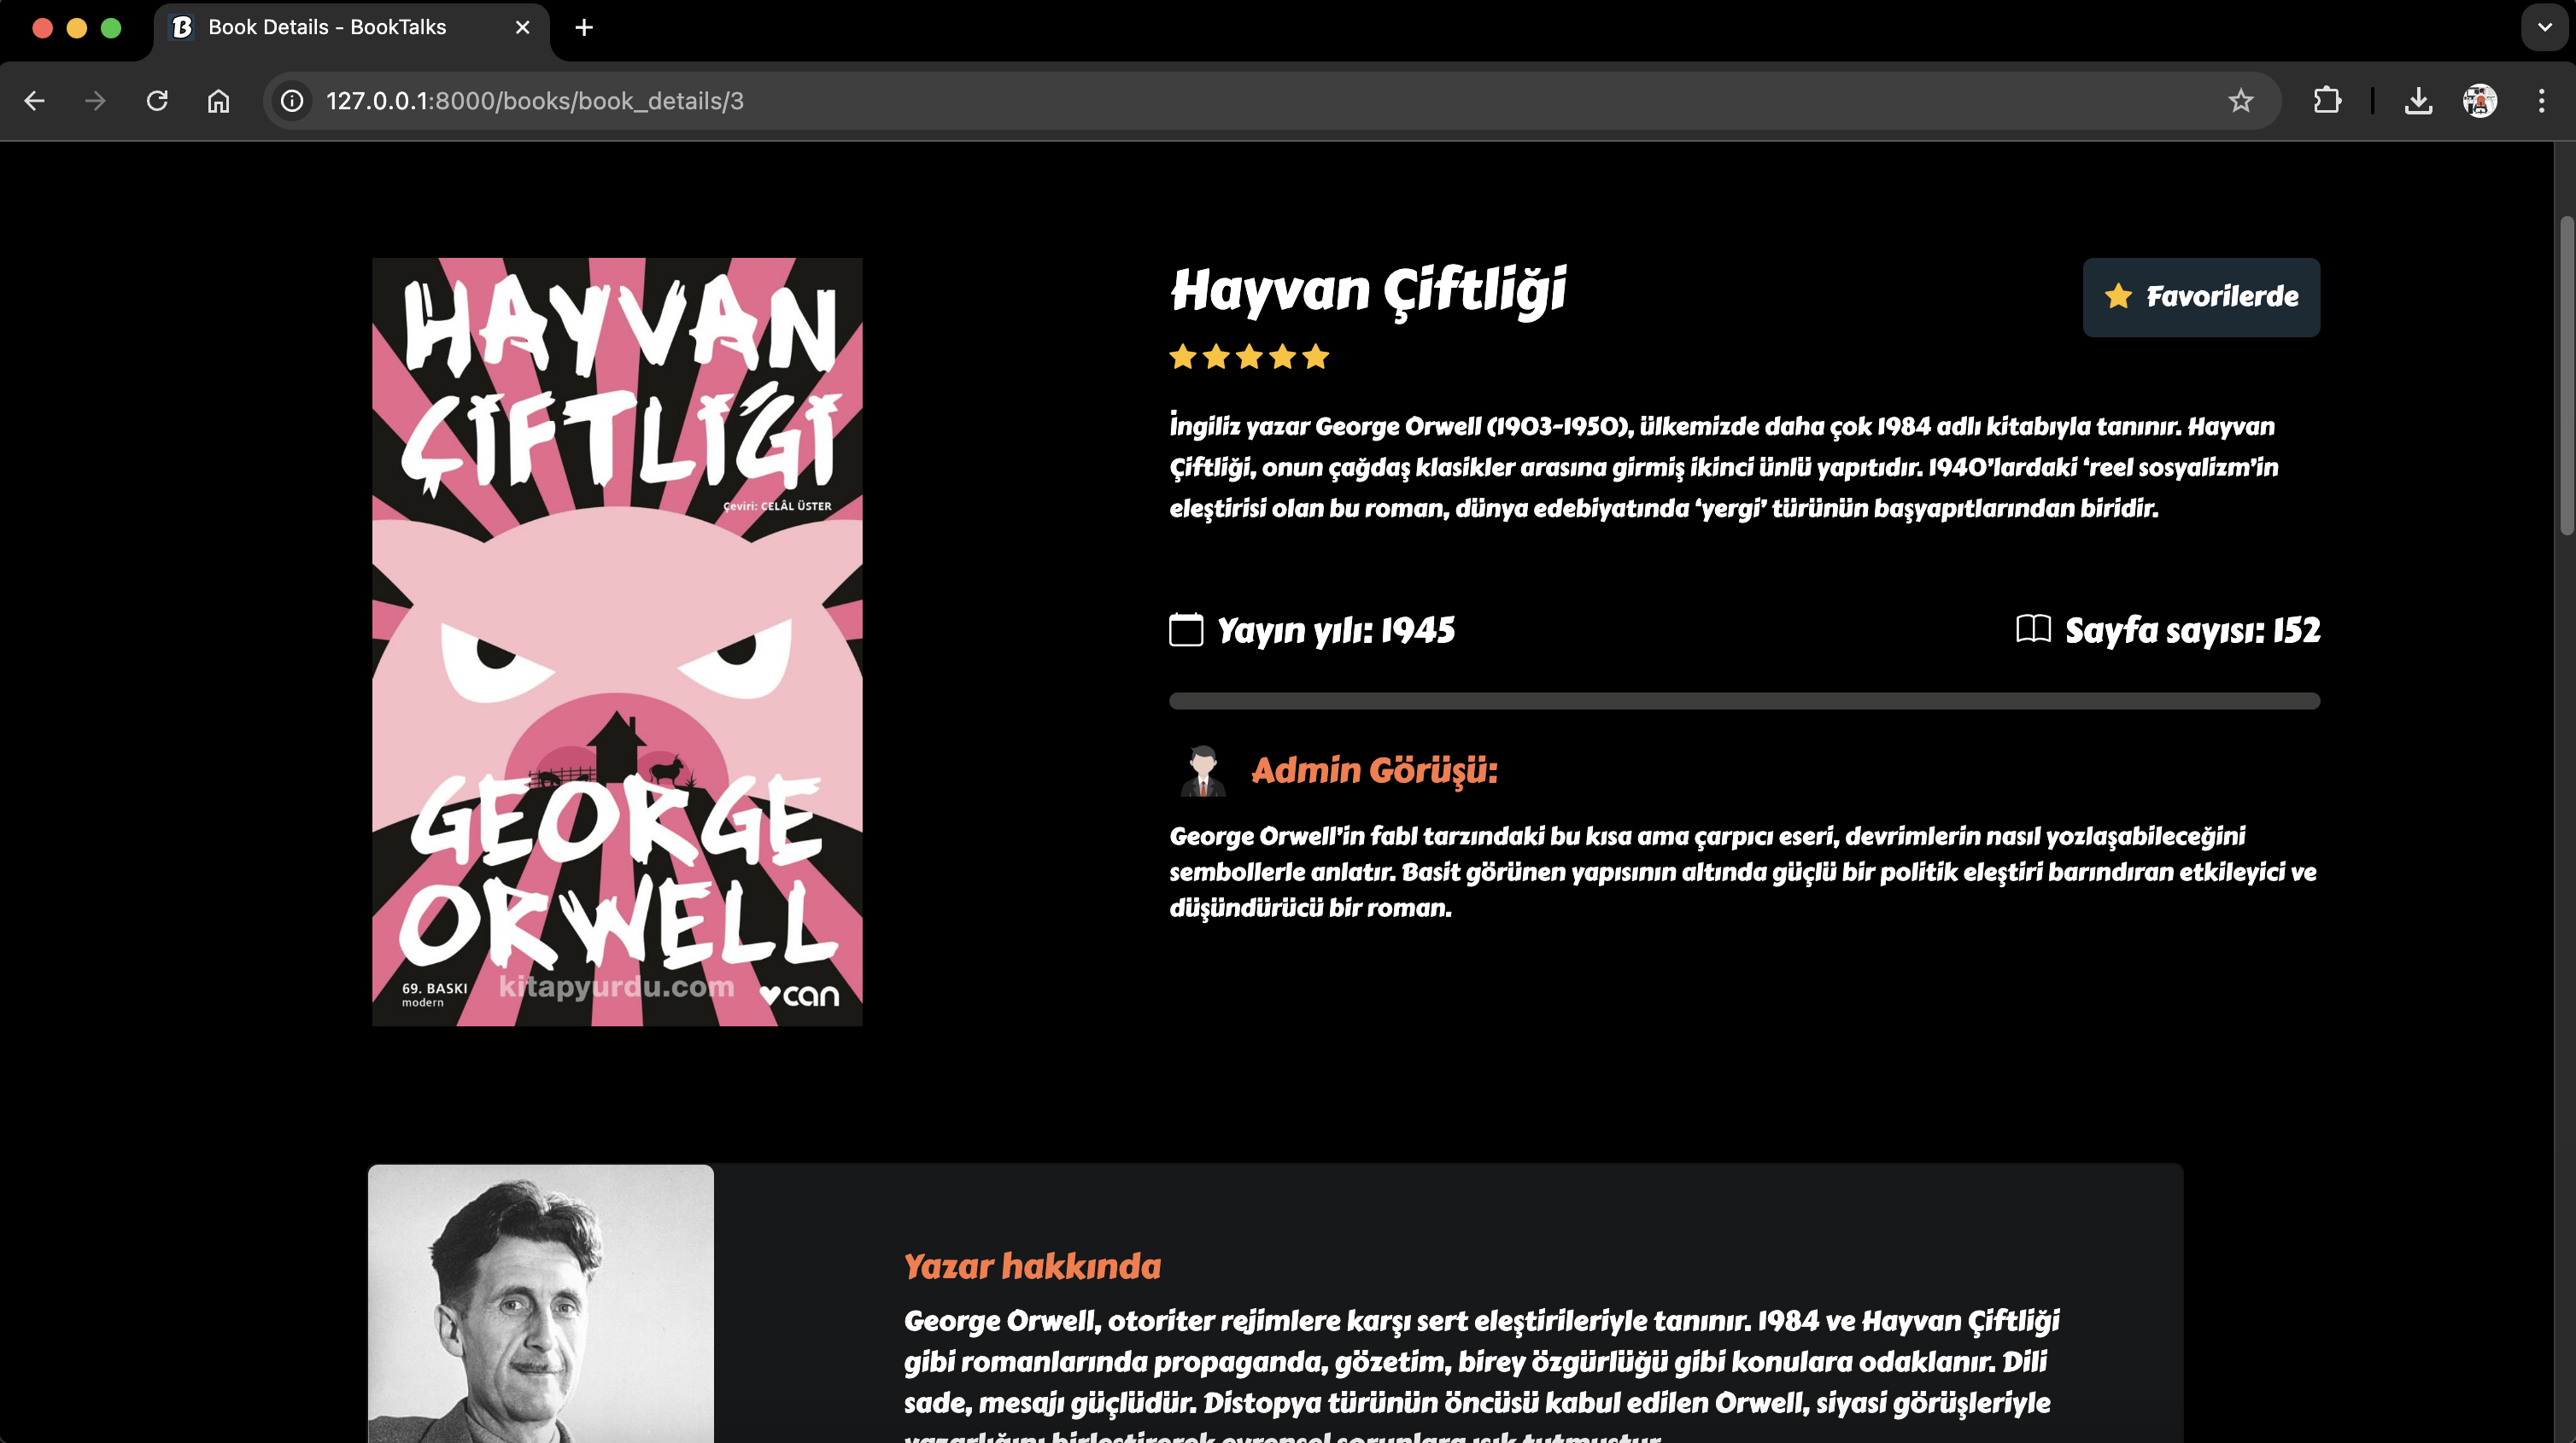 Book Details - BookTalks
127.0.0.1:8000/books/book_details/3
HAYVAN
ÇİFTLİĞİ
Çeviri: CELÂL ÜSTER
GEORGE
ORWELL
69. BASKI
modern
kitapyurdu.com
can
Hayvan Çiftliği
Favorilerde
İngiliz yazar George Orwell (1903-1950), ülkemizde daha çok 1984 adlı kitabıyla tanınır. Hayvan
Çiftliği, onun çağdaş klasikler arasına girmiş ikinci ünlü yapıtıdır. 1940’lardaki ‘reel sosyalizm’in
eleştirisi olan bu roman, dünya edebiyatında ‘yergi’ türünün başyapıtlarından biridir.
Yayın yılı: 1945
Sayfa sayısı: 152
Admin Görüşü:
George Orwell’in fabl tarzındaki bu kısa ama çarpıcı eseri, devrimlerin nasıl yozlaşabileceğini
sembollerle anlatır. Basit görünen yapısının altında güçlü bir politik eleştiri barındıran etkileyici ve
düşündürücü bir roman.
Yazar hakkında
George Orwell, otoriter rejimlere karşı sert eleştirileriyle tanınır. 1984 ve Hayvan Çiftliği
gibi romanlarında propaganda, gözetim, birey özgürlüğü gibi konulara odaklanır. Dili
sade, mesajı güçlüdür. Distopya türünün öncüsü kabul edilen Orwell, siyasi görüşleriyle
yazarlığını birleştirerek evrensel sorunlara ışık tutmuştur.